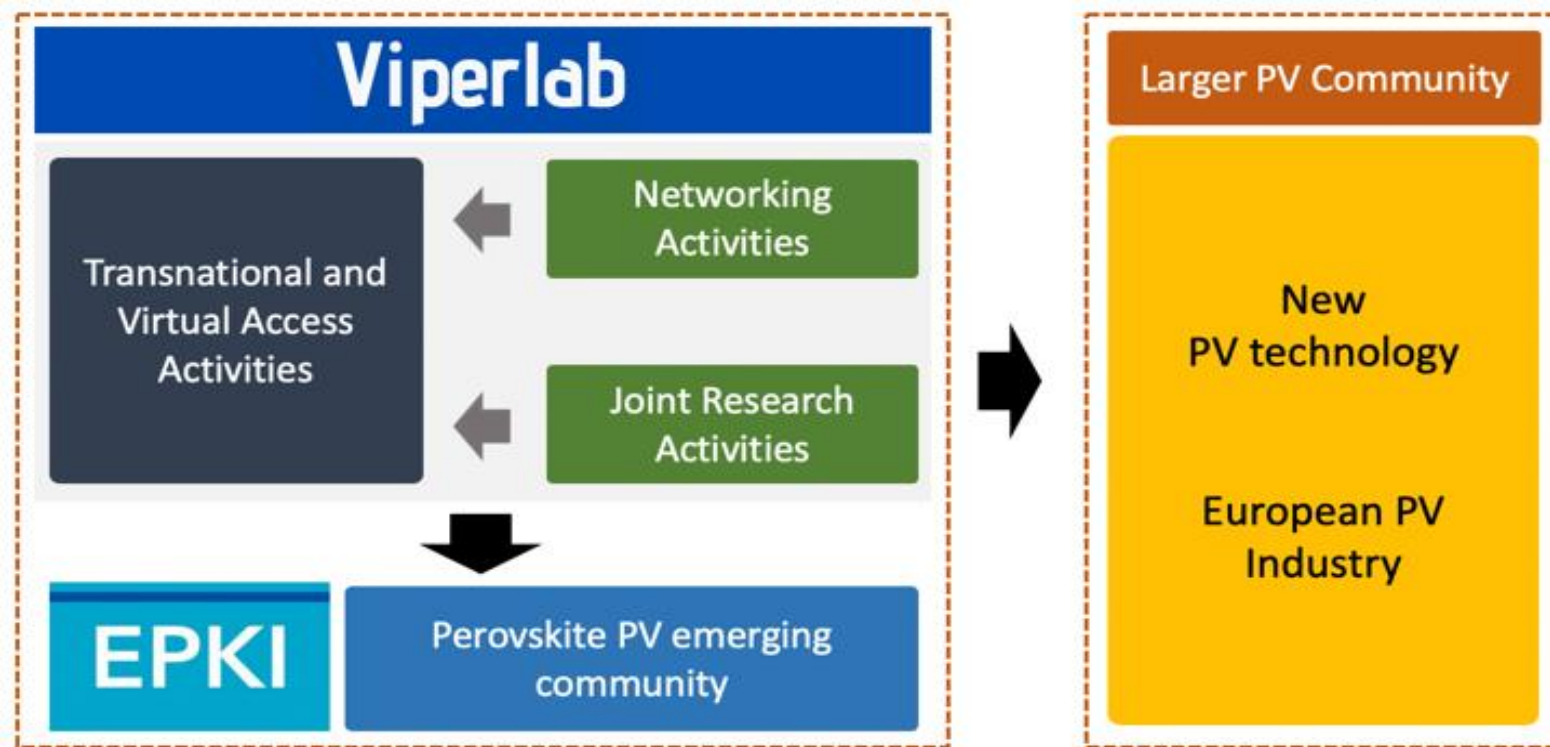 Viperlab
Transnational and
Virtual Access
Activities
Networking
Activities
Joint Research
Activities
EPKI
Perovskite PV emerging
community
Larger PV Community
New
PV technology
European PV
Industry